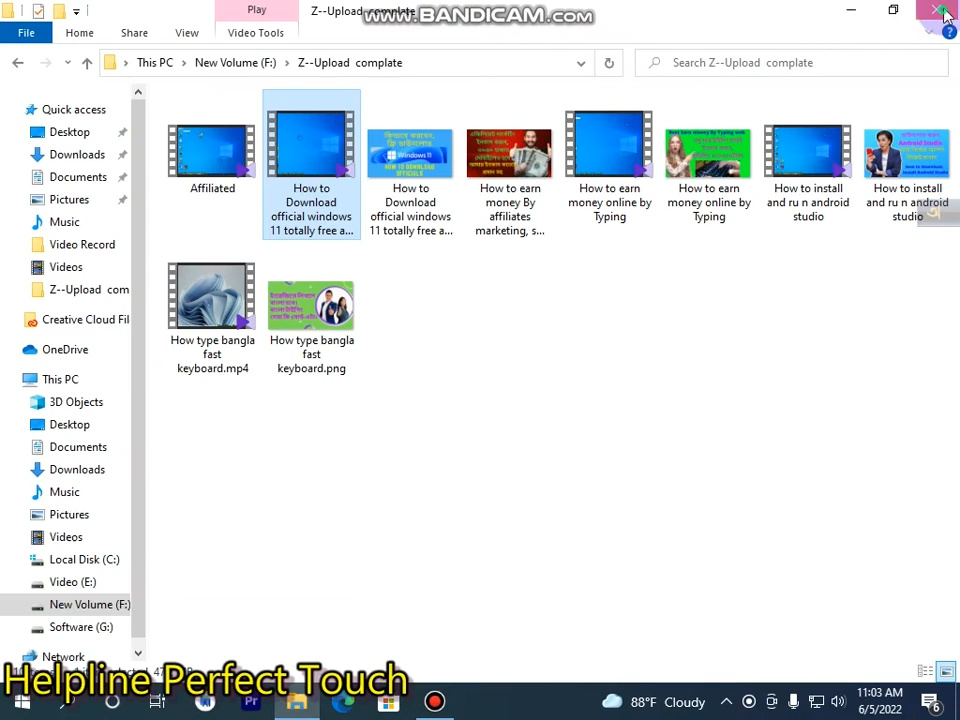 Play
Z--Upload complate
WWW.BANDICAM.COM
File
Home
Share
View
Video Tools
This PC
New Volume (F:)
Z--Upload complate
Search Z--Upload complate
Quick access
Desktop
Downloads
Documents
Pictures
Music
Video Record
Videos
Z--Upload com
Creative Cloud Fil
OneDrive
This PC
3D Objects
Desktop
Documents
Downloads
Music
Pictures
Videos
Local Disk (C:)
Video (E:)
New Volume (F:)
Software (G:)
Network
Affiliated
How to
Download
official windows
11 totally free a...
Windows 11
How to
Download
official windows
11 totally free a...
How to earn
money By
affiliates
marketing, s...
How to earn
money online by
Typing
How to earn
money online by
Typing
How to install
and ru n android
studio
Android Studio
How to install
and ru n android
studio
How type bangla
fast
keyboard.mp4
How type bangla
fast
keyboard.png
Helpline Perfect Touch
88°F Cloudy
11:03 AM
6/5/2022
6